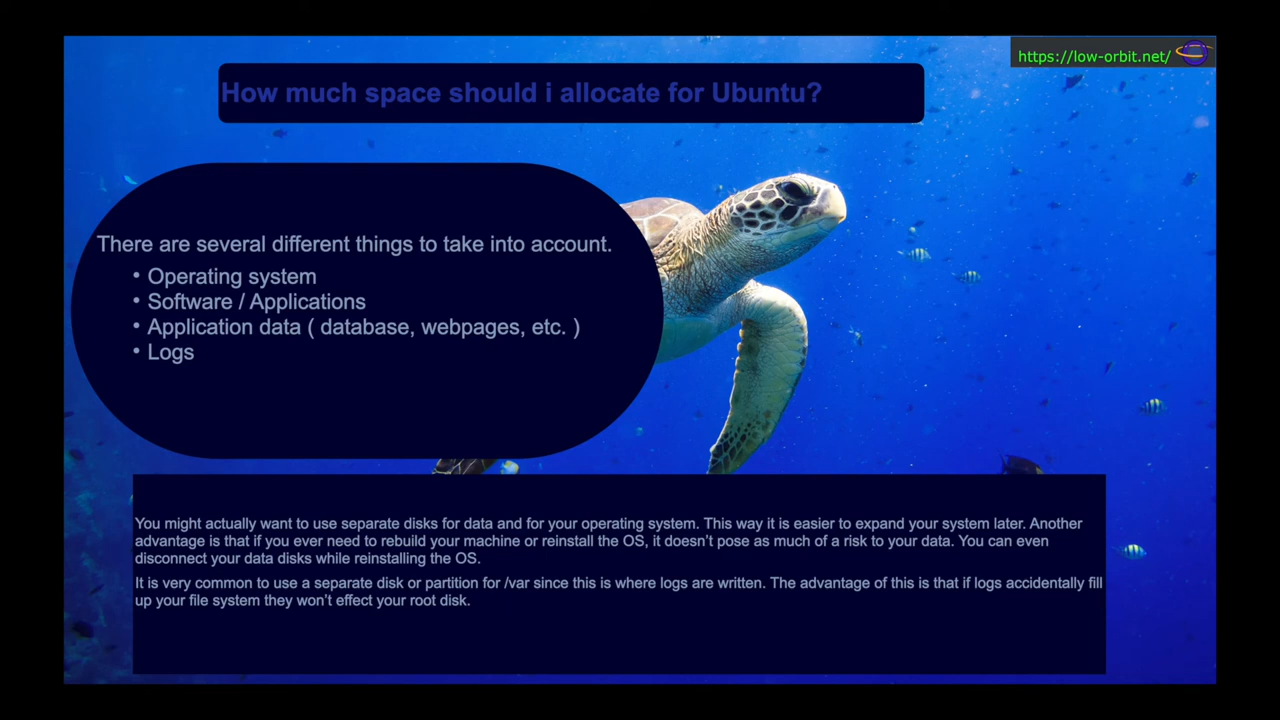 https://low-orbit.net/
How much space should i allocate for Ubuntu?
There are several different things to take into account.
• Operating system
• Software / Applications
• Application data ( database, webpages, etc. )
• Logs
You might actually want to use separate disks for data and for your operating system. This way it is easier to expand your system later. Another
advantage is that if you ever need to rebuild your machine or reinstall the OS, it doesn't pose as much of a risk to your data. You can even
disconnect your data disks while reinstalling the OS.
It is very common to use a separate disk or partition for /var since this is where logs are written. The advantage of this is that if logs accidentally fill
up your file system they won't effect your root disk.